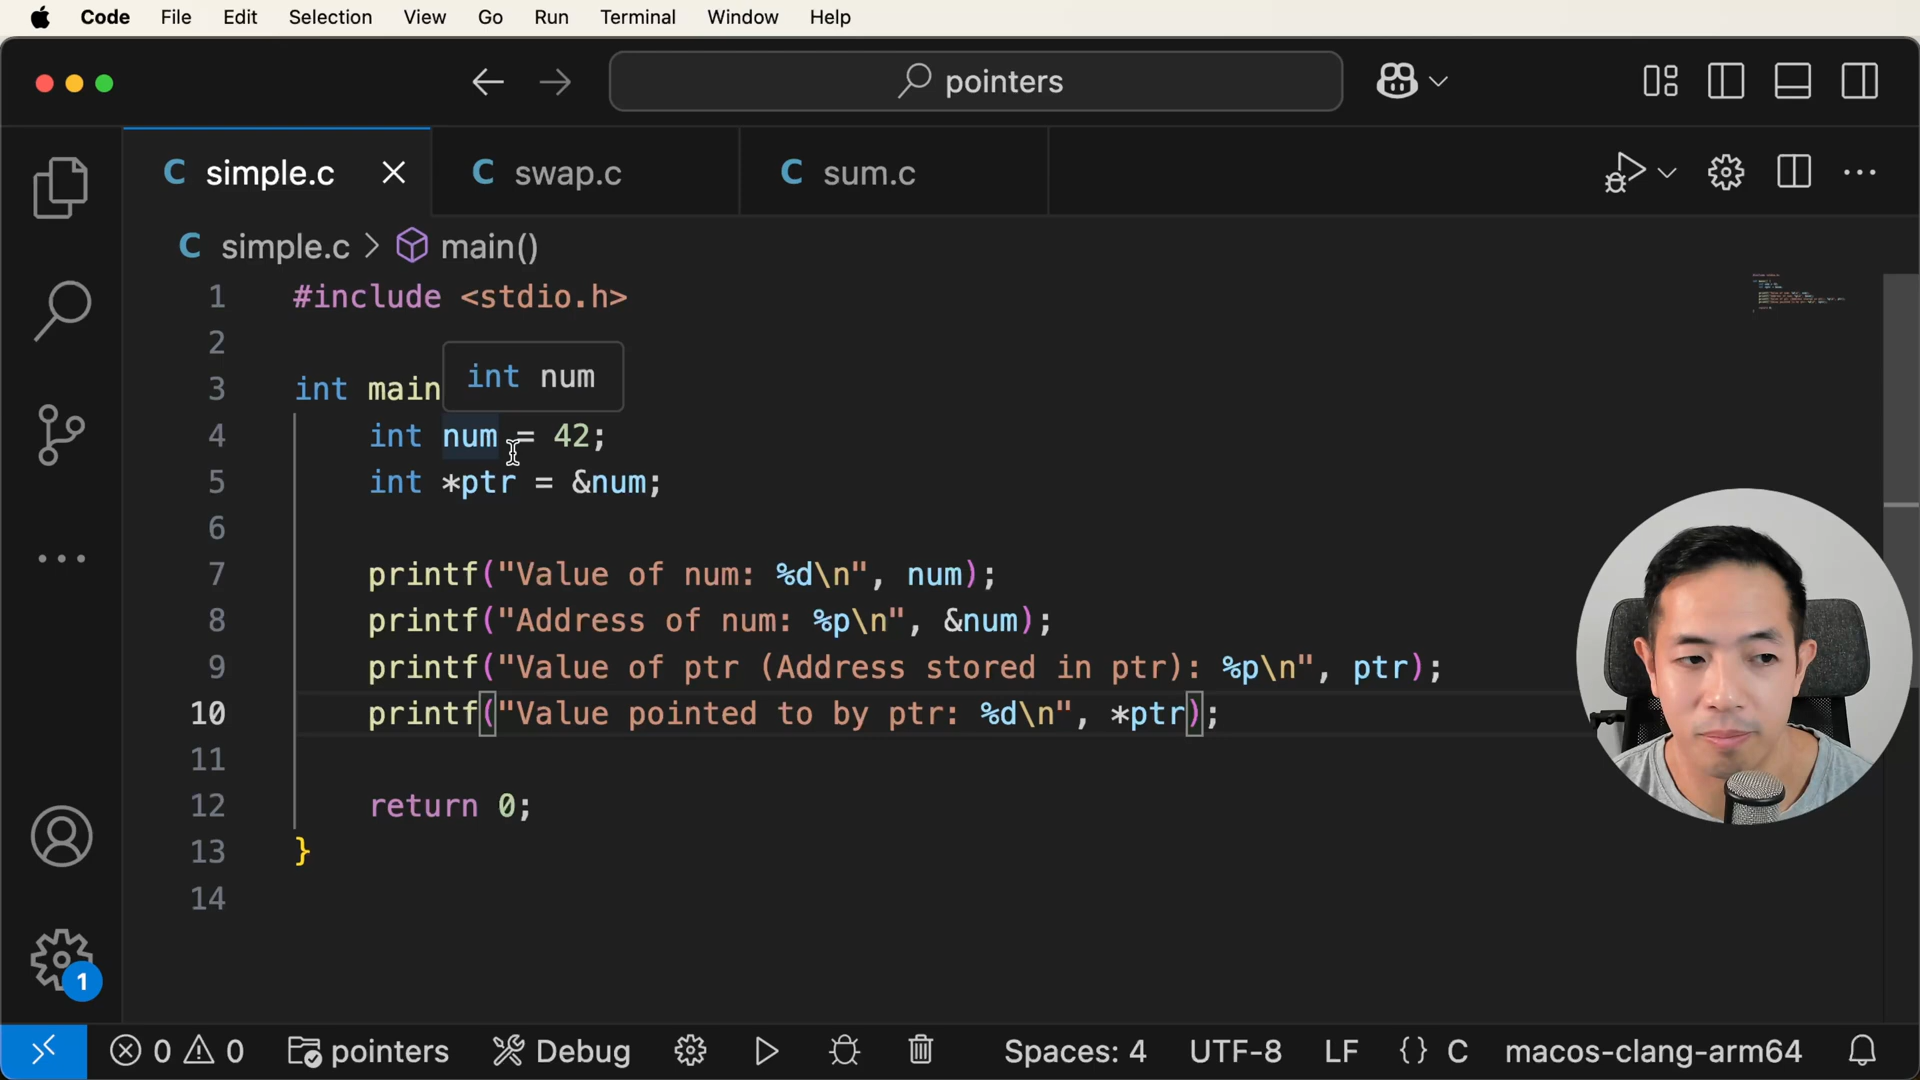 Code File Edit Selection View Go Run Terminal Window Help
pointers
simple.c swap.c sum.c
C simple.c > main()
1 #include <stdio.h>
2
3 int main
int num
4 int num = 42;
5 int *ptr = &num;
6
7 printf("Value of num: %d\n", num);
8 printf("Address of num: %p\n", &num);
9 printf("Value of ptr (Address stored in ptr): %p\n", ptr);
10 printf("Value pointed to by ptr: %d\n", *ptr);
11
12 return 0;
13 }
14
1
0 0 pointers Debug Spaces: 4 UTF-8 LF {} C macos-clang-arm64